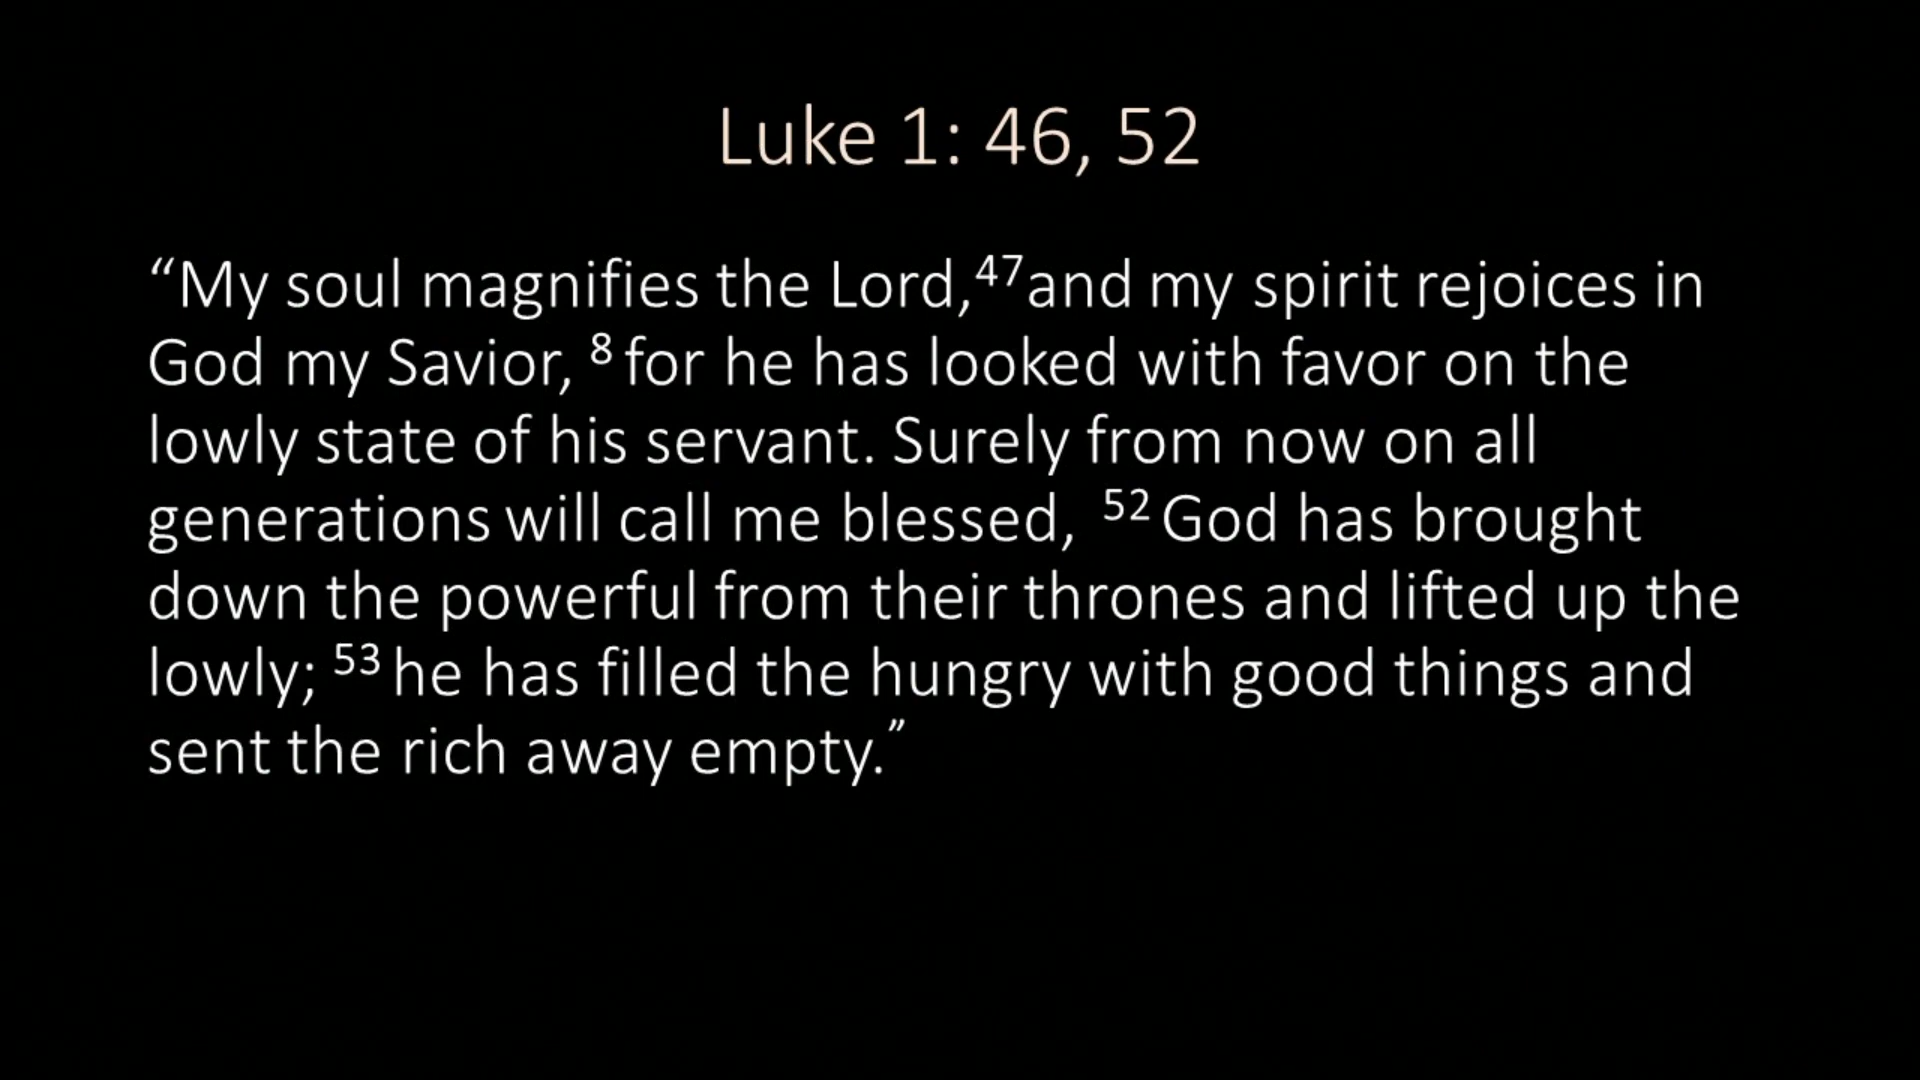 Luke 1: 46, 52
“My soul magnifies the Lord,⁴⁷and my spirit rejoices in
God my Savior, ⁸ for he has looked with favor on the
lowly state of his servant. Surely from now on all
generations will call me blessed,  ⁵² God has brought
down the powerful from their thrones and lifted up the
lowly; ⁵³ he has filled the hungry with good things and
sent the rich away empty.”